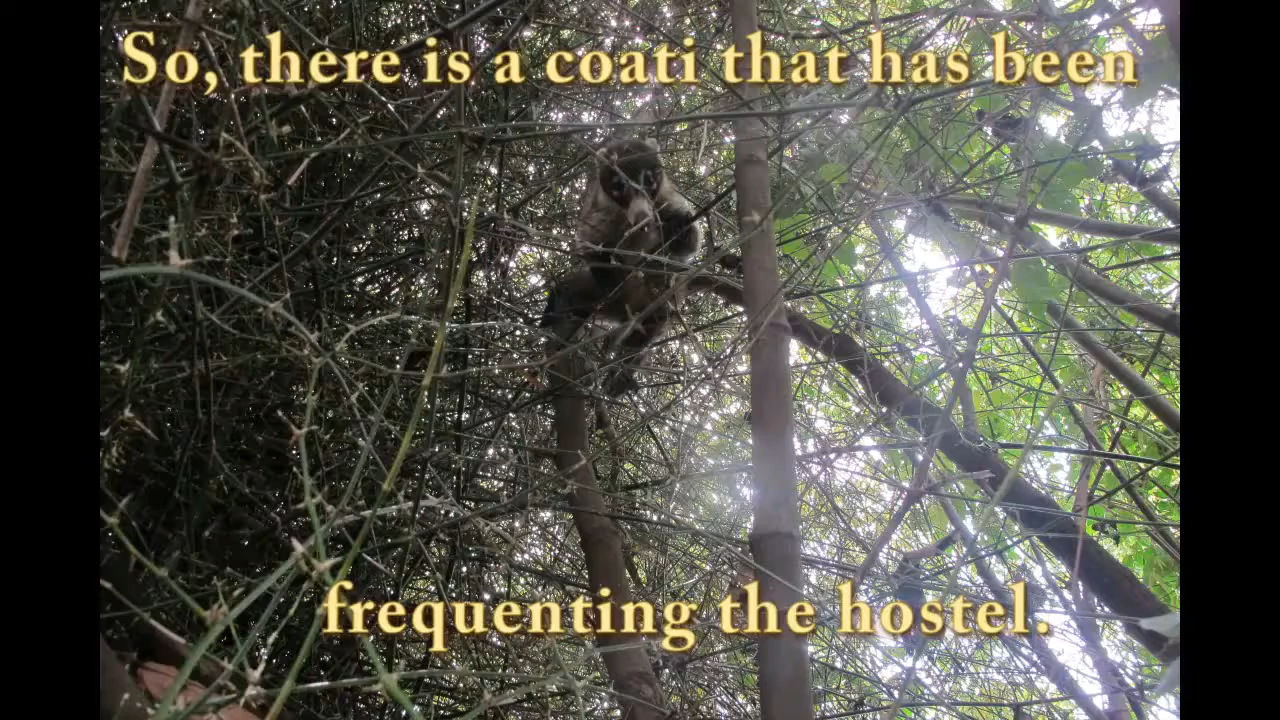 So, there is a coati that has been
frequenting the hostel.